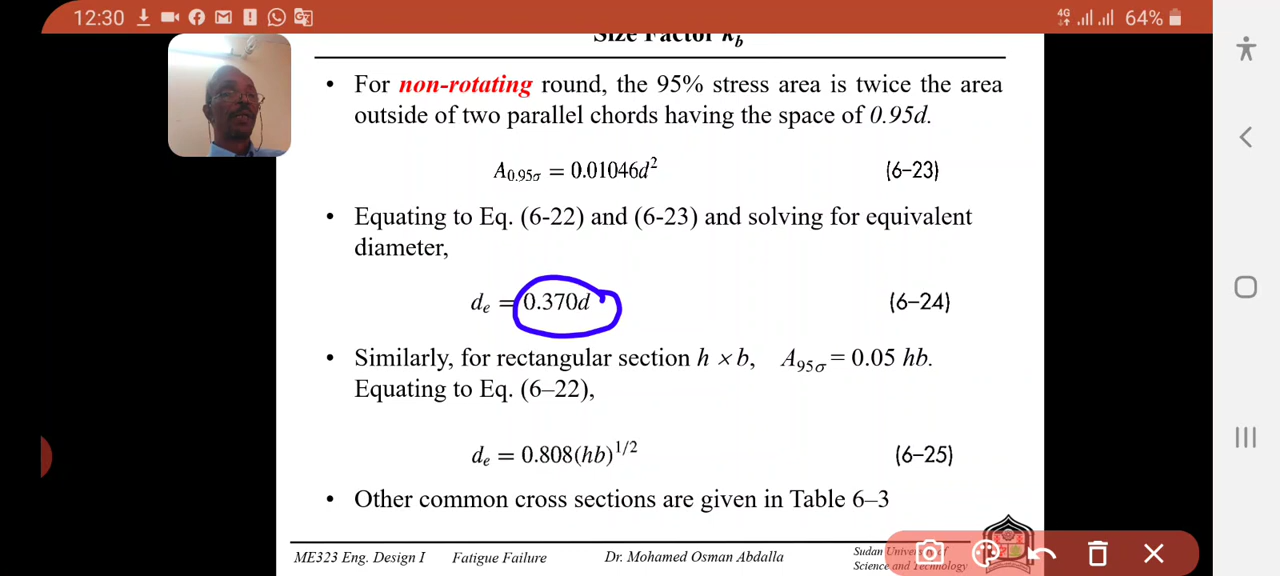 12:30
4G
64%
Size Factor kb
• For non-rotating round, the 95% stress area is twice the area
outside of two parallel chords having the space of 0.95d.
A0.95σ = 0.01046d² (6–23)
• Equating to Eq. (6-22) and (6-23) and solving for equivalent
diameter,
de = 0.370d (6–24)
• Similarly, for rectangular section h × b, A95σ = 0.05 hb.
Equating to Eq. (6–22),
de = 0.808(hb)^1/2 (6–25)
• Other common cross sections are given in Table 6–3
ME323 Eng. Design I Fatigue Failure Dr. Mohamed Osman Abdalla
Sudan of
Science and